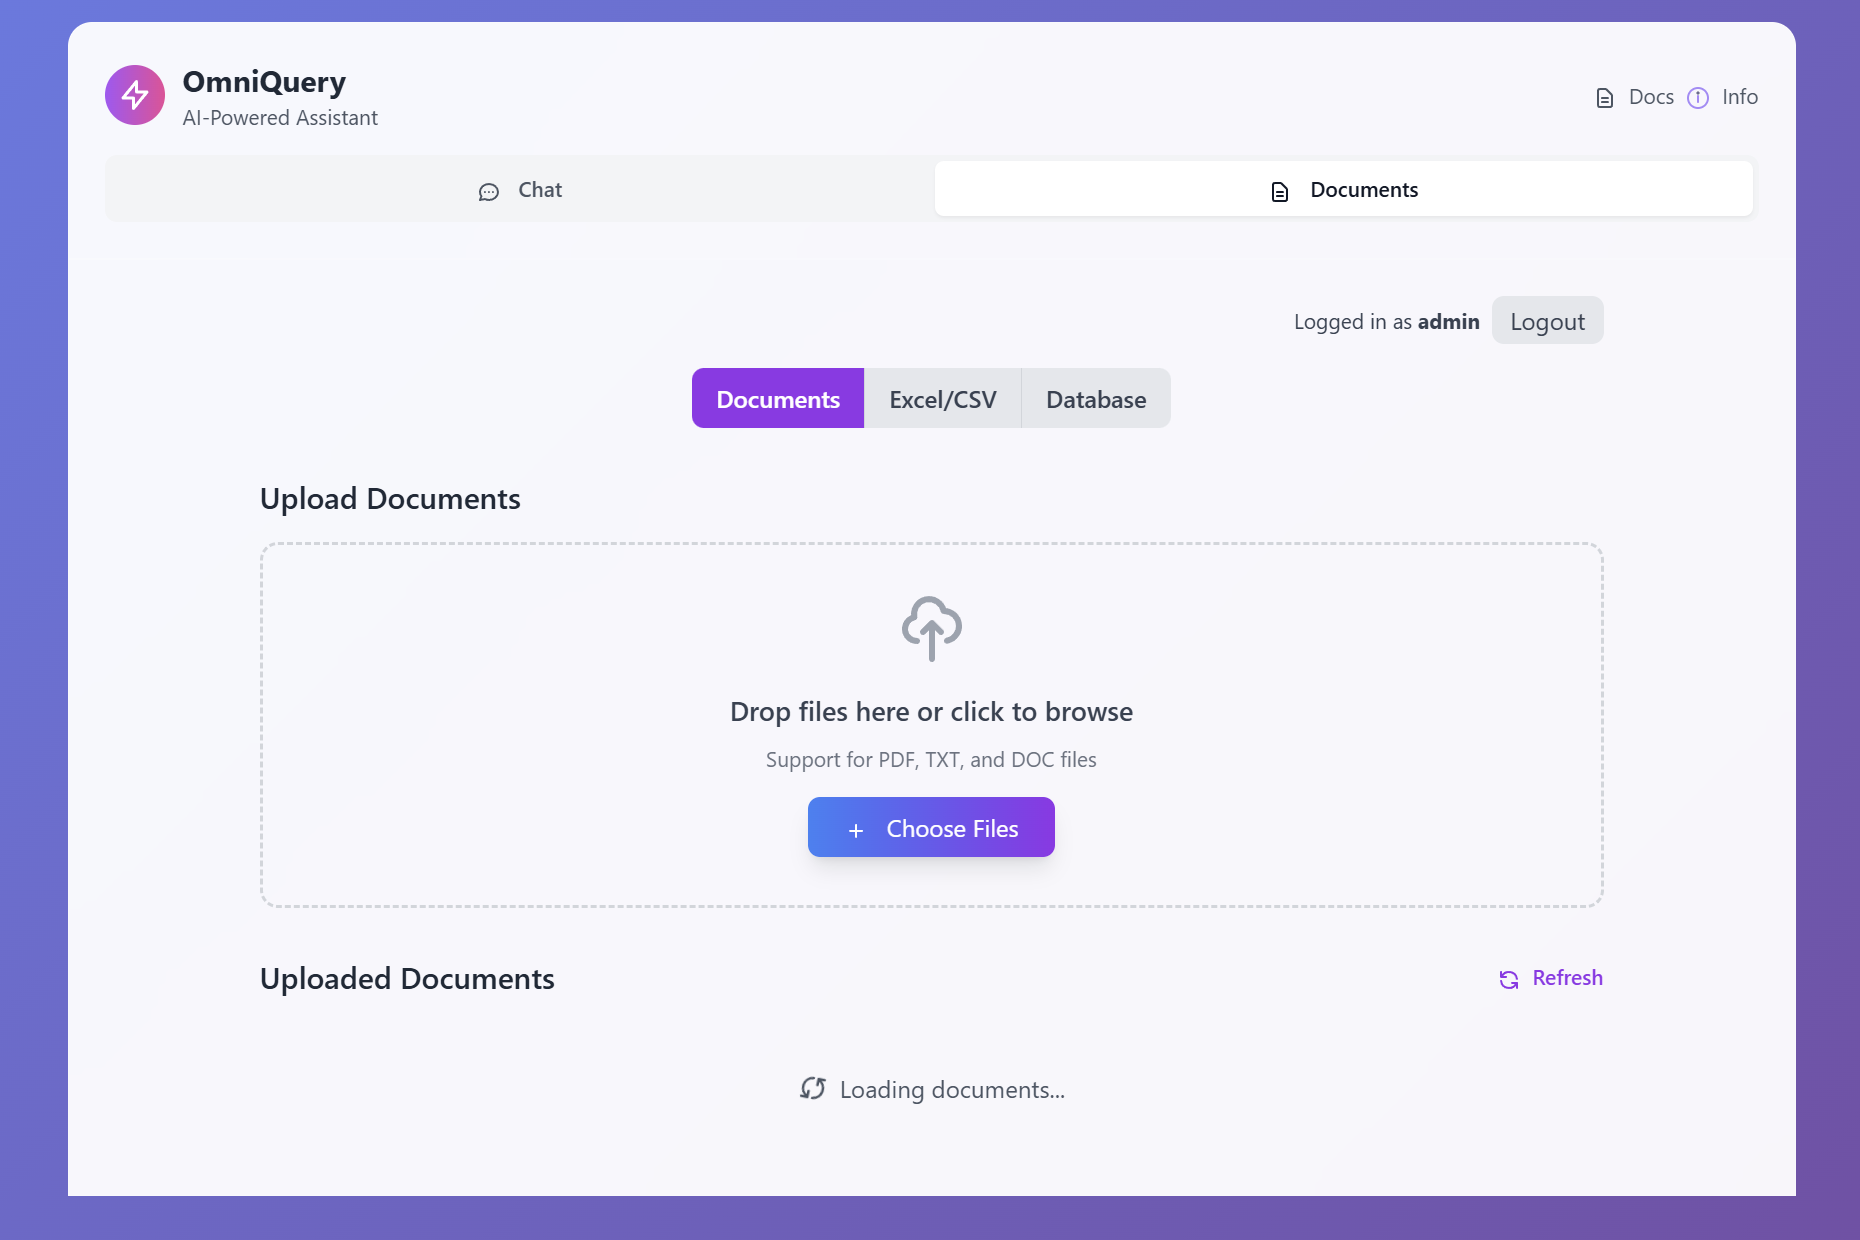 OmniQuery
AI-Powered Assistant
Docs
Info
Chat
Documents
Logged in as admin
Logout
Documents
Excel/CSV
Database
Upload Documents
Drop files here or click to browse
Support for PDF, TXT, and DOC files
+ Choose Files
Uploaded Documents
Refresh
Loading documents...